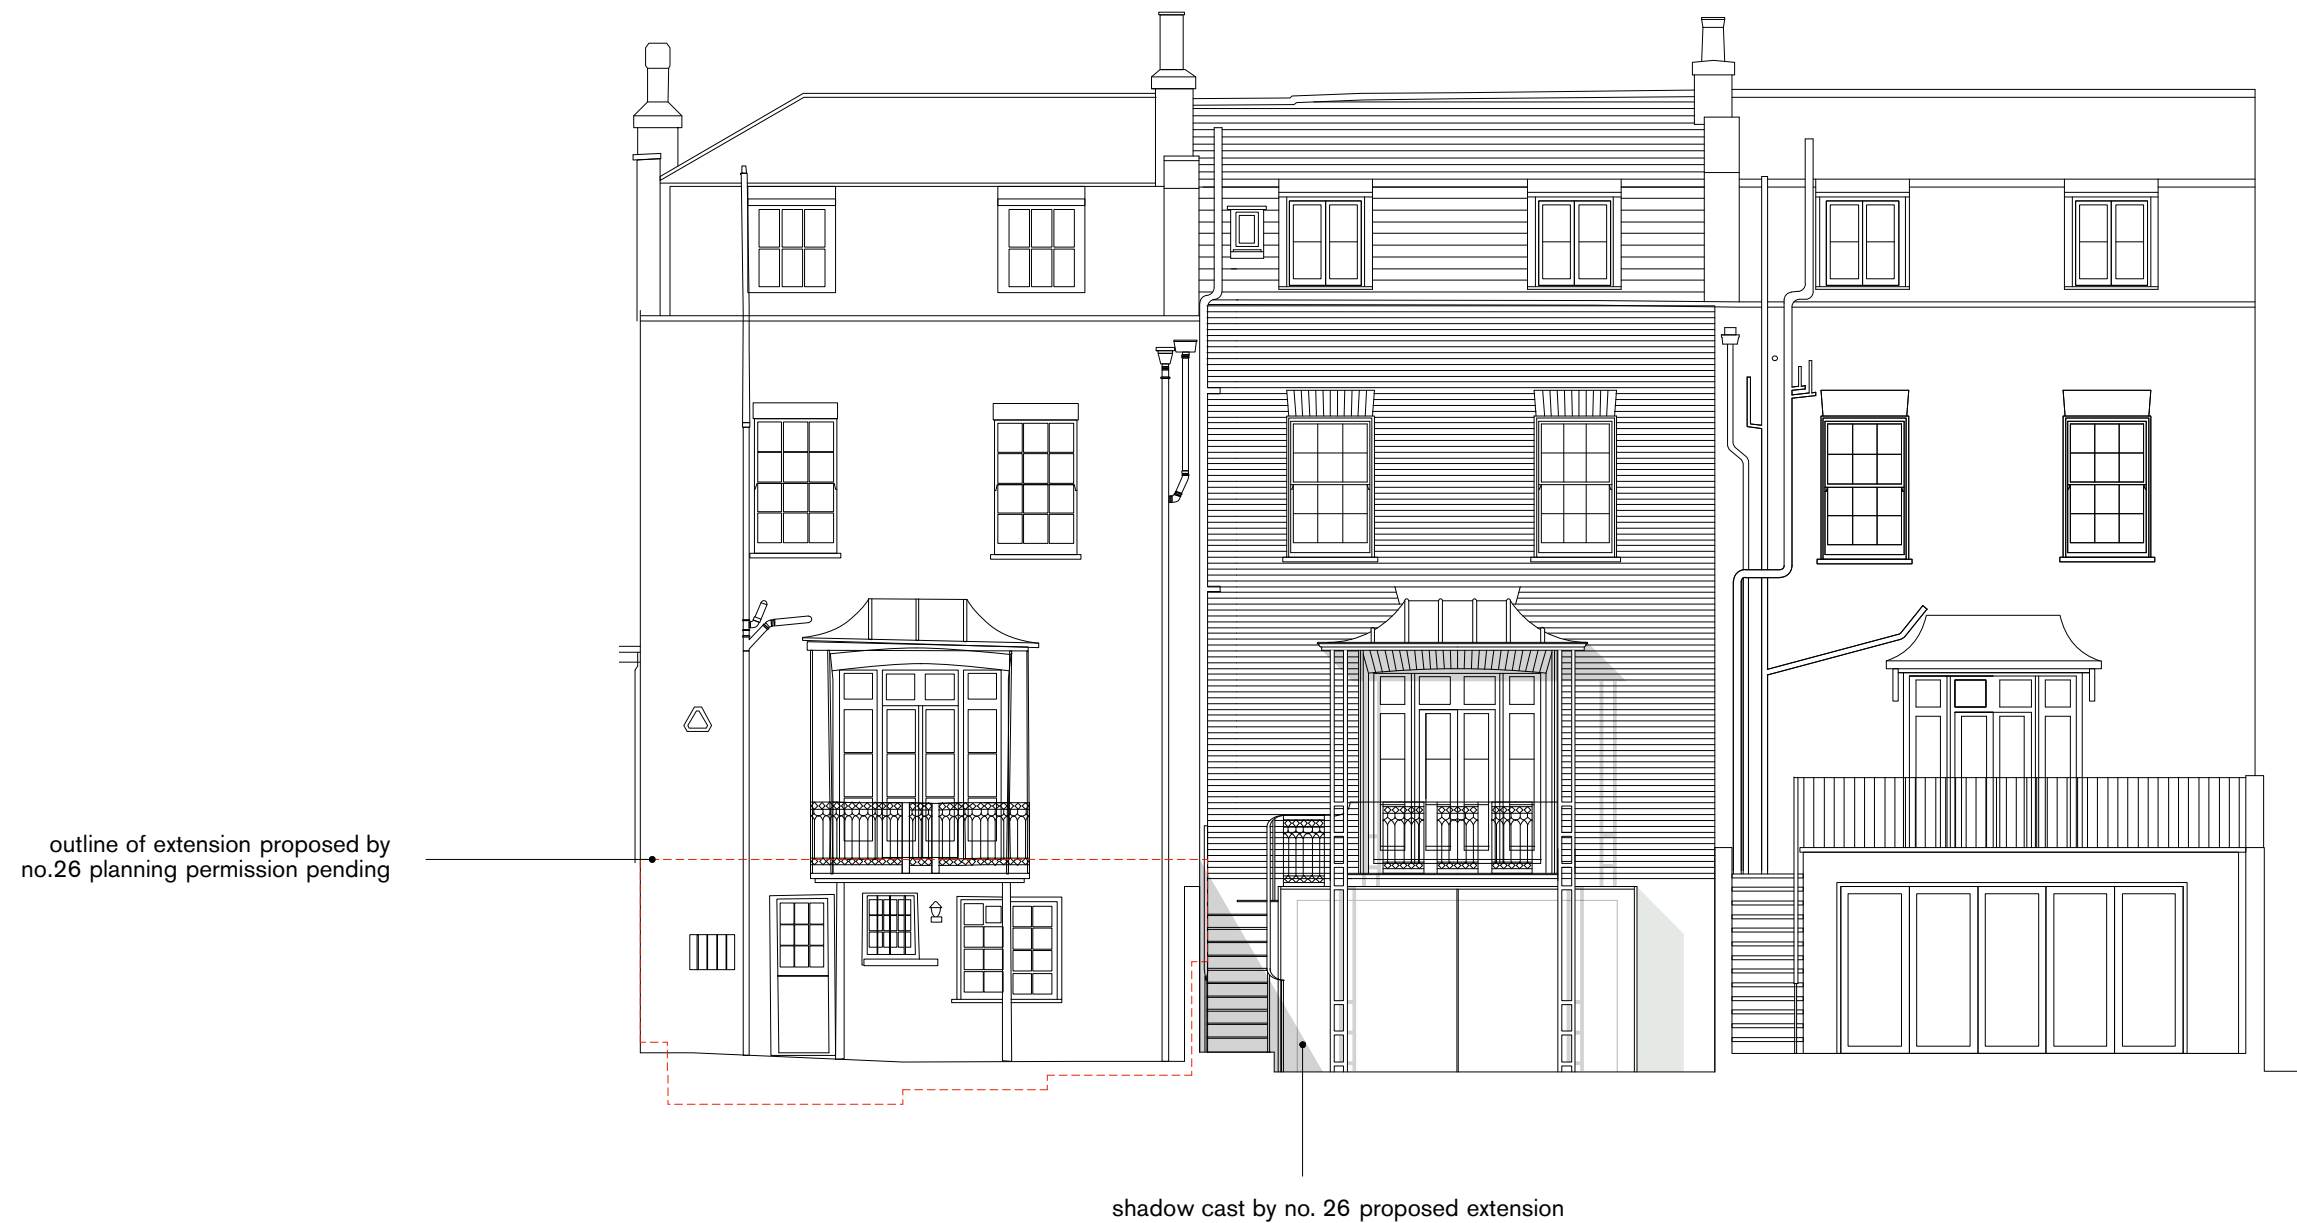 outline of extension proposed by
no.26 planning permission pending
shadow cast by no. 26 proposed extension